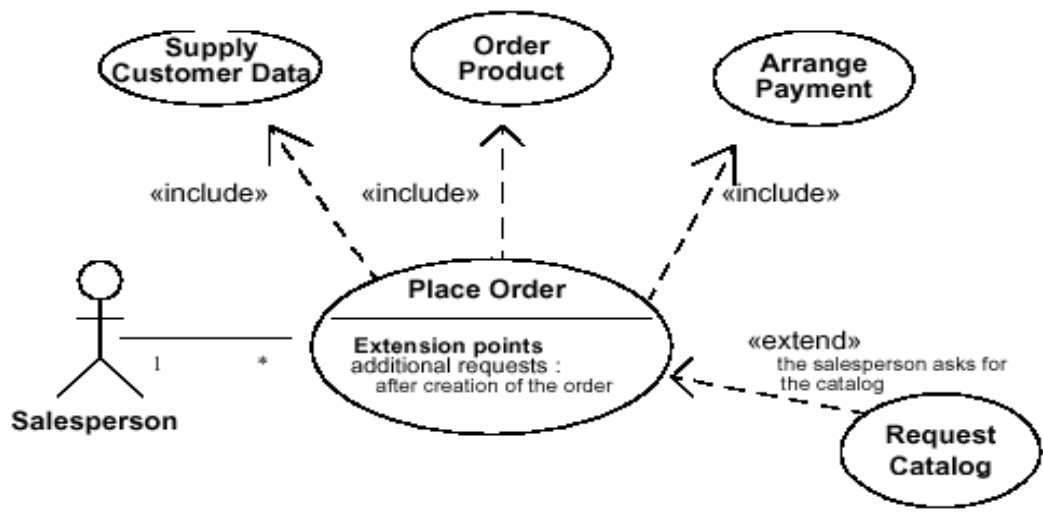 Supply
Customer Data
Order
Product
Arrange
Payment
«include»
«include»
«include»
Place Order
Extension points
additional requests :
after creation of the order
1
*
Salesperson
«extend»
the salesperson asks for
the catalog
Request
Catalog